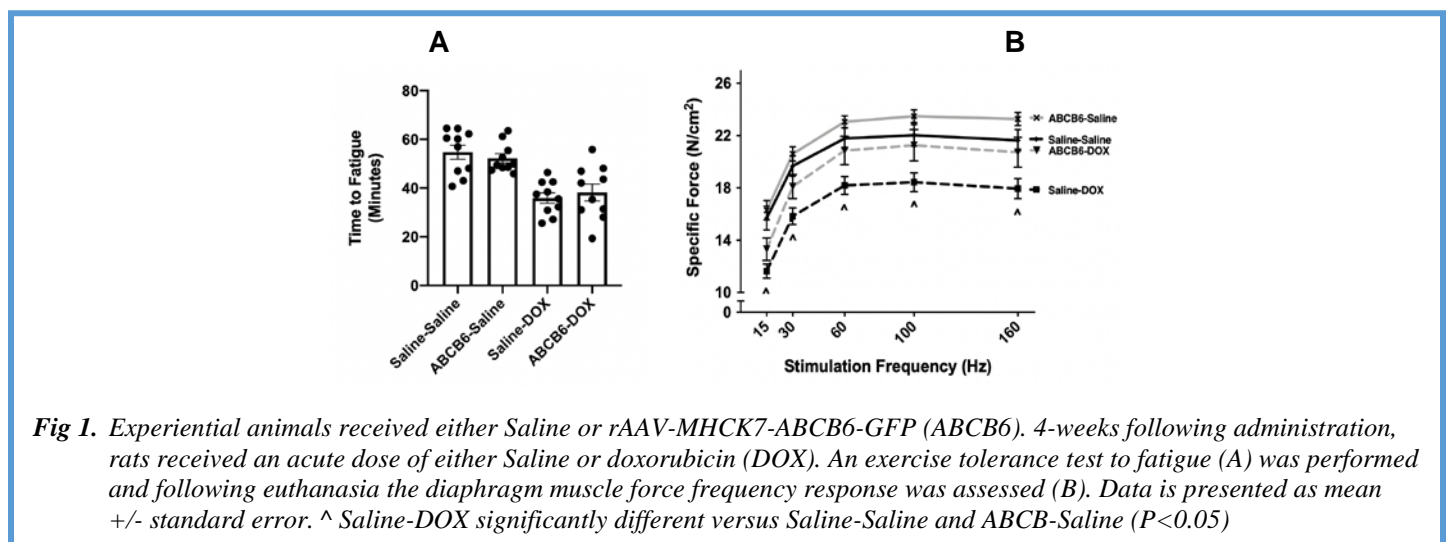 A
B
80
60
40
20
0
Time to Fatigue
(Minutes)
Saline-Saline
ABCB6-Saline
Saline-DOX
ABCB6-DOX
26
22
18
14
10
0
Specific Force (N/cm²)
ABCB6-Saline
Saline-Saline
ABCB6-DOX
Saline-DOX
^ ^ ^ ^ ^
15 30 60 100 160
Stimulation Frequency (Hz)
Fig 1. Experiential animals received either Saline or rAAV-MHCK7-ABCB6-GFP (ABCB6). 4-weeks following administration,
rats received an acute dose of either Saline or doxorubicin (DOX). An exercise tolerance test to fatigue (A) was performed
and following euthanasia the diaphragm muscle force frequency response was assessed (B). Data is presented as mean
+/- standard error. ^ Saline-DOX significantly different versus Saline-Saline and ABCB-Saline (P<0.05)